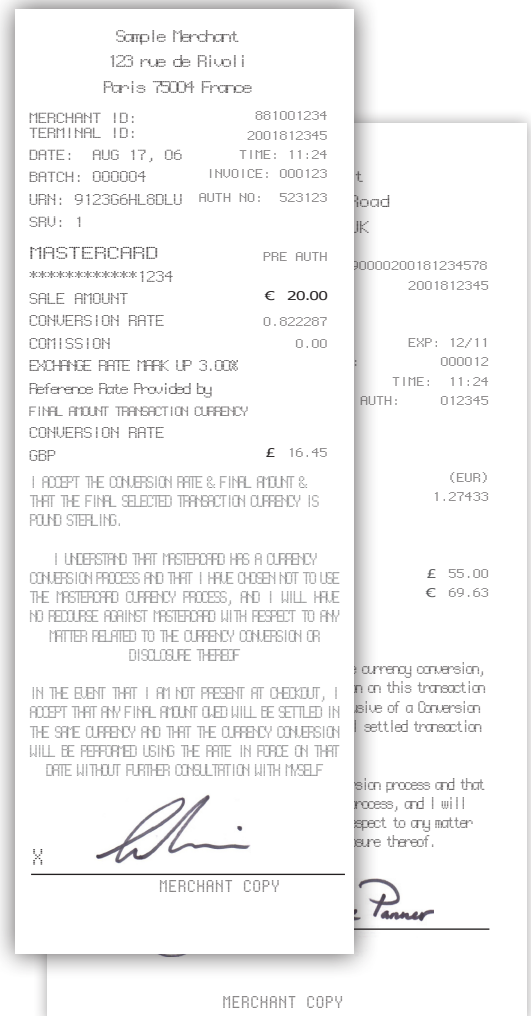 Sample Merchant
123 rue de Rivoli
Paris 75004 France
MERCHANT ID: 881001234
TERMINAL ID: 2001812345
DATE: AUG 17, 06 TIME: 11:24
BATCH: 000004 INVOICE: 000123
URN: 9123G6HL8DLU AUTH NO: 523123
SRV: 1
MASTERCARD PRE AUTH
************1234
SALE AMOUNT € 20.00
CONVERSION RATE 0.822287
COMISSION 0.00
EXCHANGE RATE MARK UP 3.00%
Reference Rate Provided by
FINAL AMOUNT TRANSACTION CURRENCY
CONVERSION RATE
GBP £ 16.45
I ACCEPT THE CONVERSION RATE & FINAL AMOUNT &
THAT THE FINAL SELECTED TRANSACTION CURRENCY IS
POUND STERLING.
I UNDERSTAND THAT MASTERCARD HAS A CURRENCY
CONVERSION PROCESS AND THAT I HAVE CHOSEN NOT TO USE
THE MASTERCARD CURRENCY PROCESS, AND I WILL HAVE
NO RECOURSE AGAINST MASTERCARD WITH RESPECT TO ANY
MATTER RELATED TO THE CURRENCY CONVERSION OR
DISCLOSURE THEREOF
IN THE EVENT THAT I AM NOT PRESENT AT CHECKOUT, I
ACCEPT THAT ANY FINAL AMOUNT OWED WILL BE SETTLED IN
THE SAME CURRENCY AND THAT THE CURRENCY CONVERSION
WILL BE PERFORMED USING THE RATE IN FORCE ON THAT
DATE WITHOUT FURTHER CONSULTATION WITH MYSELF
X
MERCHANT COPY
t
Road
UK
90000200181234578
2001812345
EXP: 12/11
: 000012
TIME: 11:24
AUTH: 012345
(EUR)
1.27433
£ 55.00
€ 69.63
currency conversion,
n on this transaction
usive of a Conversion
l settled transaction
rsion process and that
process, and I will
espect to any matter
osure thereof.
Panner
MERCHANT COPY